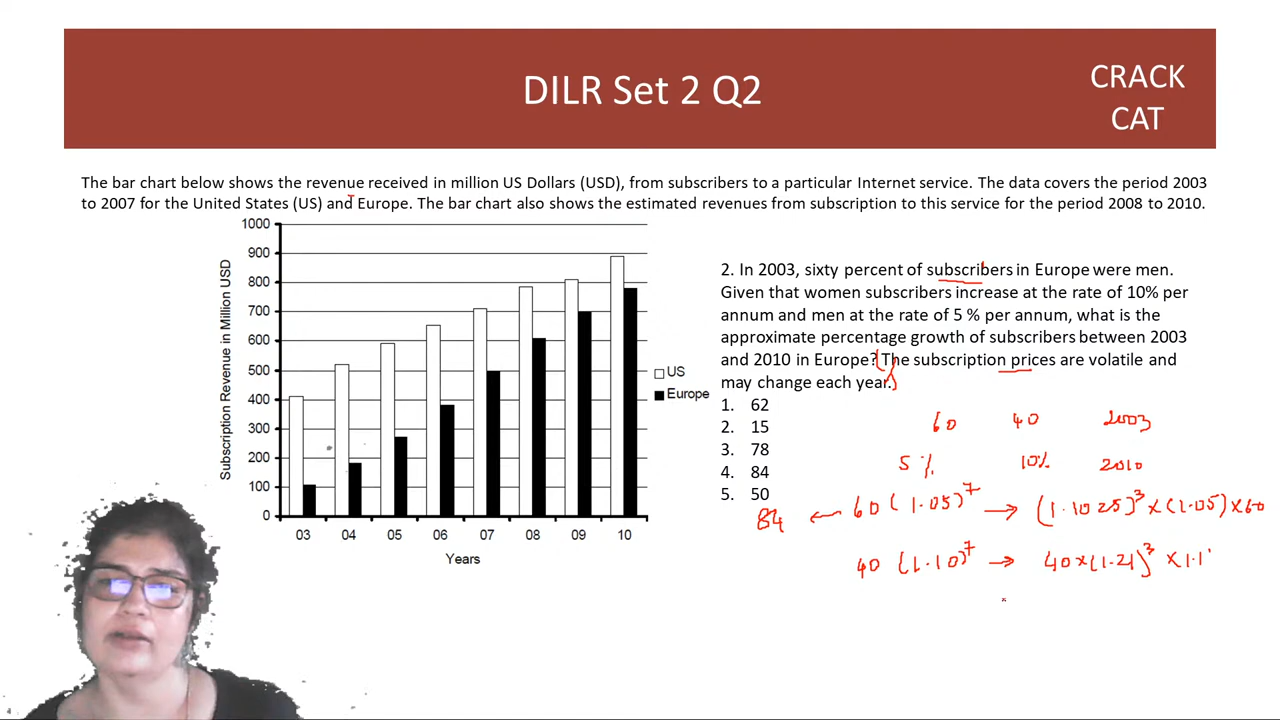 DILR Set 2 Q2
CRACK
CAT
The bar chart below shows the revenue received in million US Dollars (USD), from subscribers to a particular Internet service. The data covers the period 2003
to 2007 for the United States (US) and Europe. The bar chart also shows the estimated revenues from subscription to this service for the period 2008 to 2010.
1000
900
800
700
600
500
400
300
200
100
0
Subscription Revenue in Million USD
03 04 05 06 07 08 09 10
Years
US
Europe
2. In 2003, sixty percent of subscribers in Europe were men.
Given that women subscribers increase at the rate of 10% per
annum and men at the rate of 5 % per annum, what is the
approximate percentage growth of subscribers between 2003
and 2010 in Europe? The subscription prices are volatile and
may change each year.
1. 62
2. 15
3. 78
4. 84
5. 50
60 40 2003
5% 10% 2010
84 ← 60(1.05)^7 → (1.1025)^3×(1.05)×60
40(1.10)^7 → 40×(1.21)^3×1.1